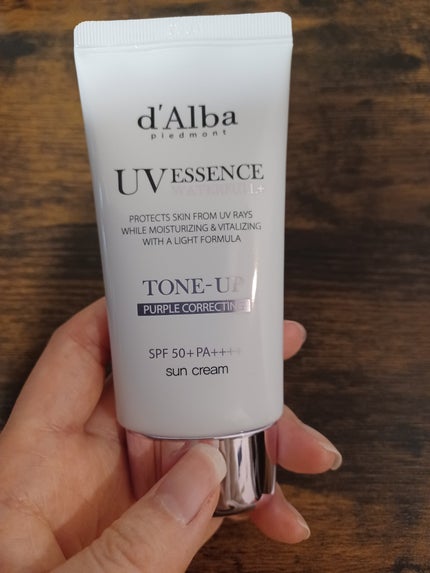 d'Alba
piedmont
UV ESSENCE
WATERFULL+
PROTECTS SKIN FROM UV RAYS
WHILE MOISTURIZING & VITALIZING
WITH A LIGHT FORMULA
TONE-UP
PURPLE CORRECTING
SPF 50+ PA++++
sun cream